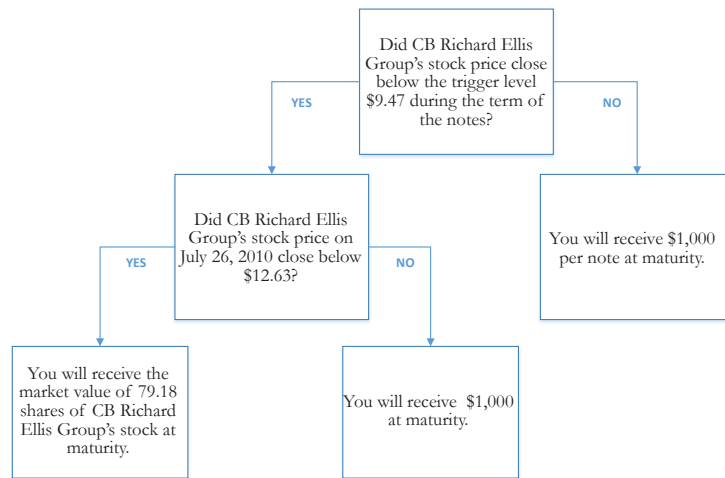 Did CB Richard Ellis
Group's stock price close
below the trigger level
$9.47 during the term of
the notes?
YES
NO
Did CB Richard Ellis
Group's stock price on
July 26, 2010 close below
$12.63?
You will receive $1,000
per note at maturity.
YES
NO
You will receive the
market value of 79.18
shares of CB Richard
Ellis Group's stock at
maturity.
You will receive $1,000
at maturity.